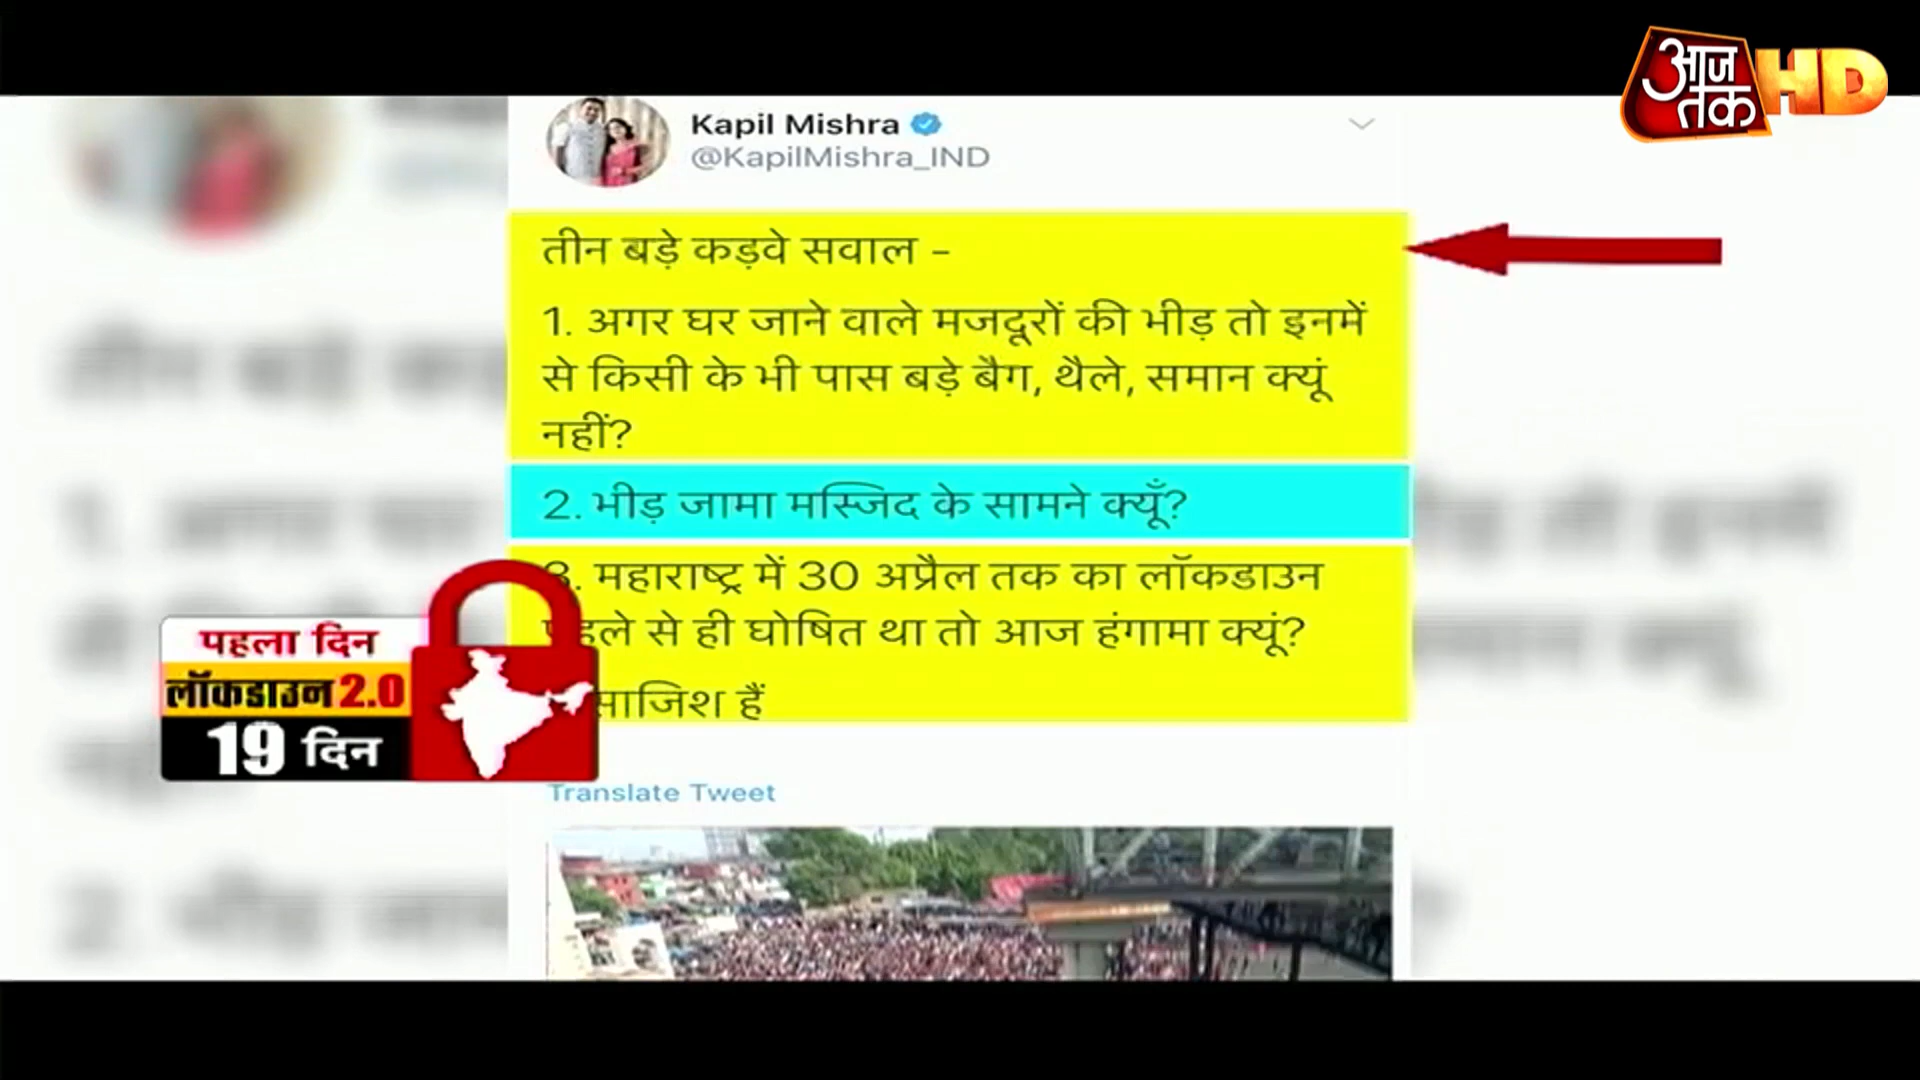 आज तक HD
Kapil Mishra
@KapilMishra_IND
तीन बड़े कड़वे सवाल –
1. अगर घर जाने वाले मजदूरों की भीड़ तो इनमें
से किसी के भी पास बड़े बैग, थैले, समान क्यूं
नहीं?
2. भीड़ जामा मस्जिद के सामने क्यूँ?
3. महाराष्ट्र में 30 अप्रैल तक का लॉकडाउन
पहले से ही घोषित था तो आज हंगामा क्यूं?
साजिश हैं
Translate Tweet
पहला दिन
लॉकडाउन 2.0
19 दिन